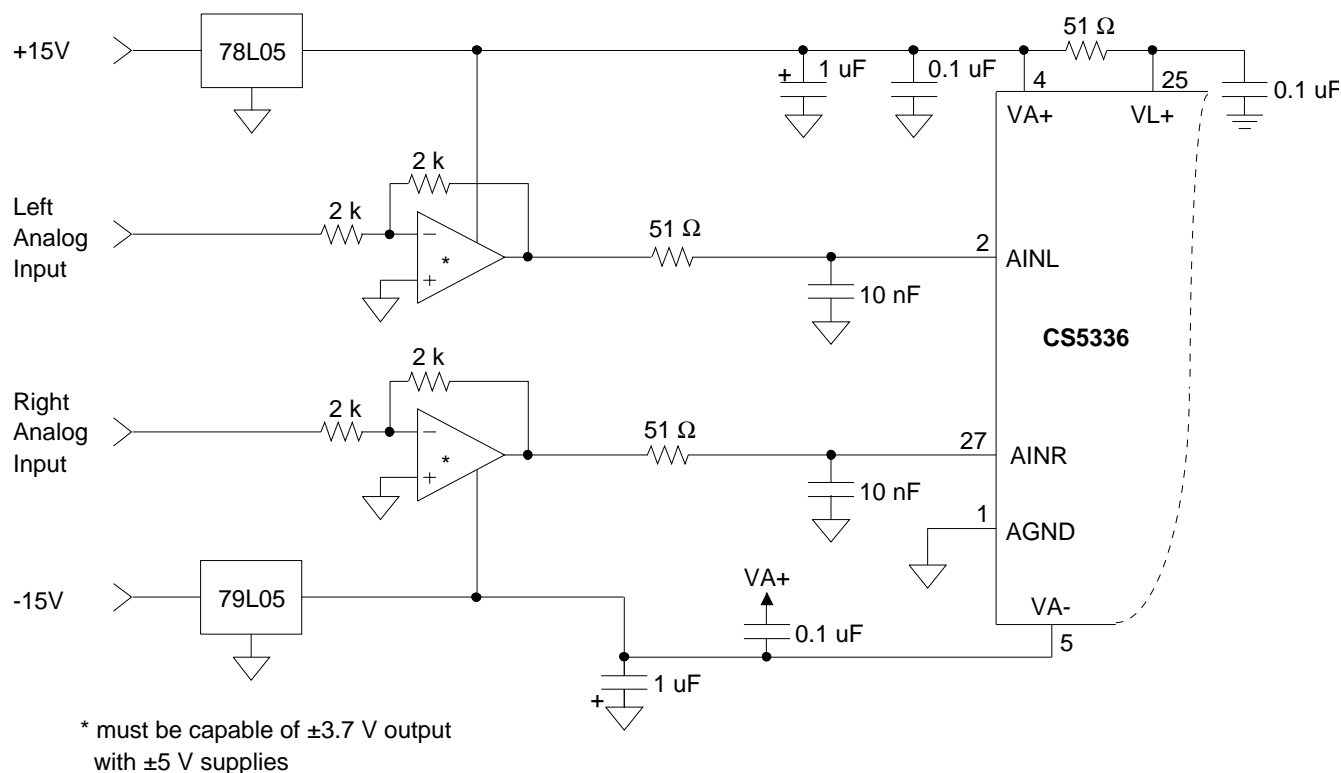 +15V
78L05
51 Ω
+
1 uF
0.1 uF
4
25
0.1 uF
VA+
VL+
2 k
Left
Analog
Input
2 k
−
*
+
51 Ω
2
AINL
10 nF
CS5336
2 k
Right
Analog
Input
2 k
−
*
+
51 Ω
27
AINR
10 nF
1
AGND
-15V
79L05
VA+
VA-
0.1 uF
5
1 uF
+
* must be capable of ±3.7 V output
with ±5 V supplies